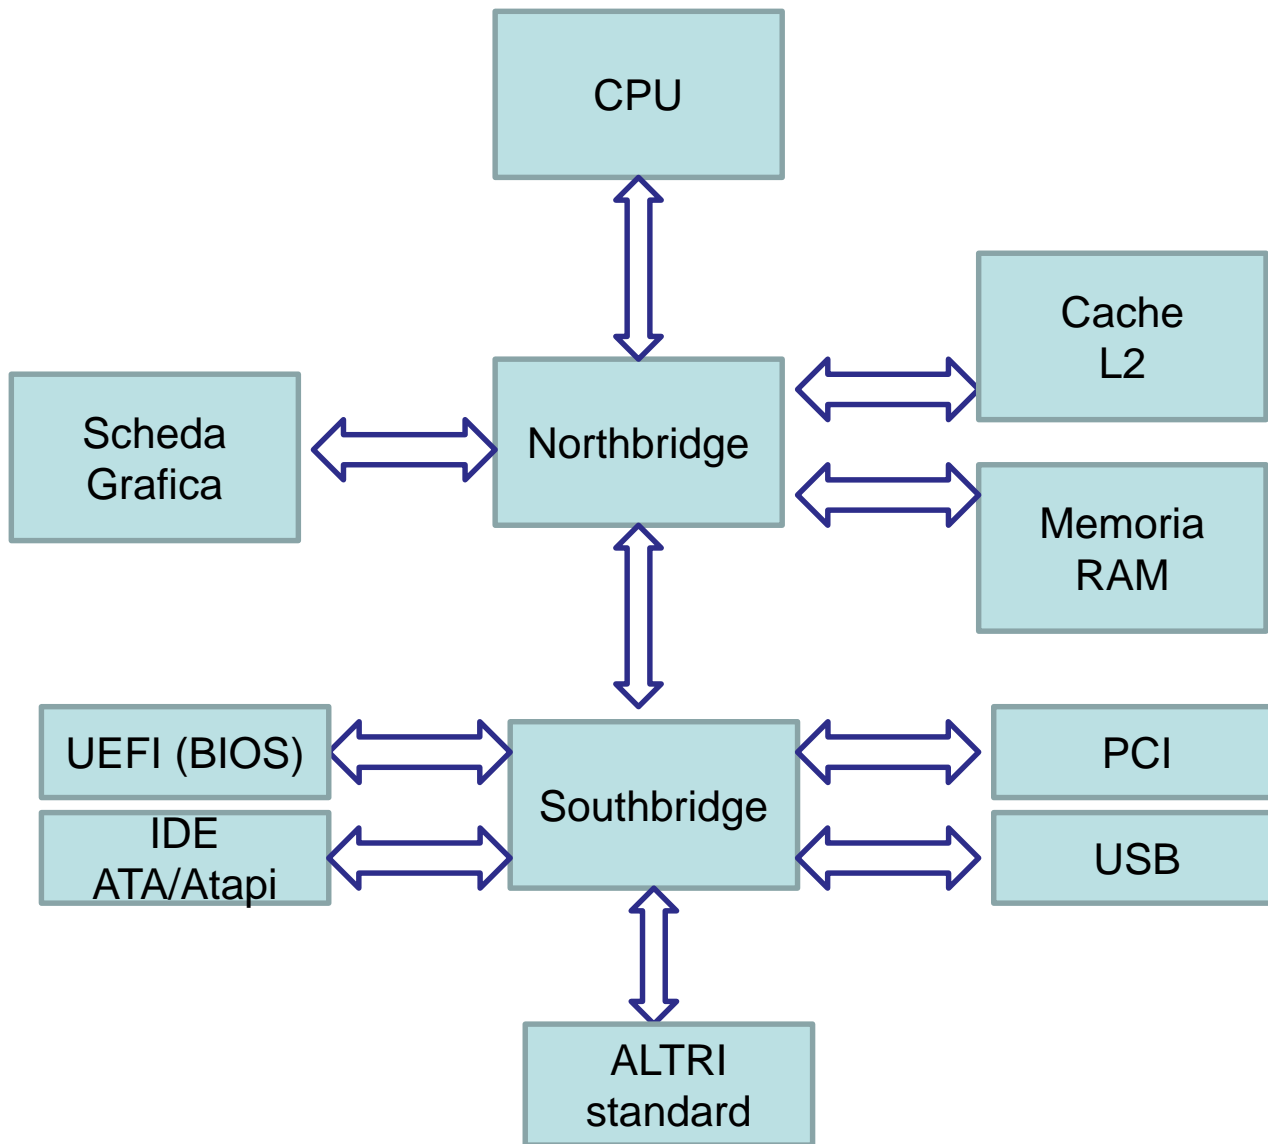 CPU
Cache
L2
Scheda
Grafica
Northbridge
Memoria
RAM
UEFI (BIOS)
PCI
Southbridge
IDE
ATA/Atapi
USB
ALTRI
standard